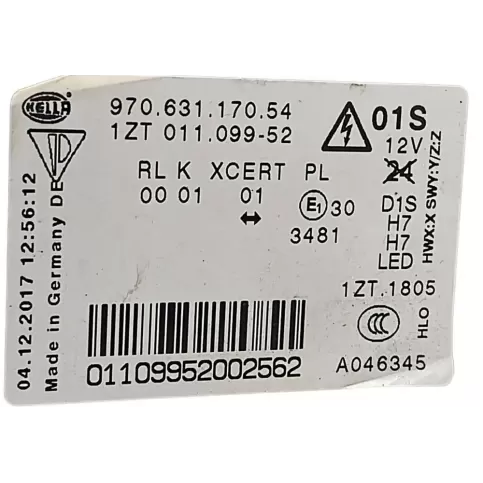 HELLA
970.631.170.54
1ZT 011.099-52
01S
12V
24
RL K XCERT PL
00 01 01
E1 30
3481
D1S
H7
H7
LED
HWX:X SWY:Y/Z:Z
1ZT.1805
CCC
HLO
04.12.2017 12:56:12
Made in Germany DE
01109952002562
A046345